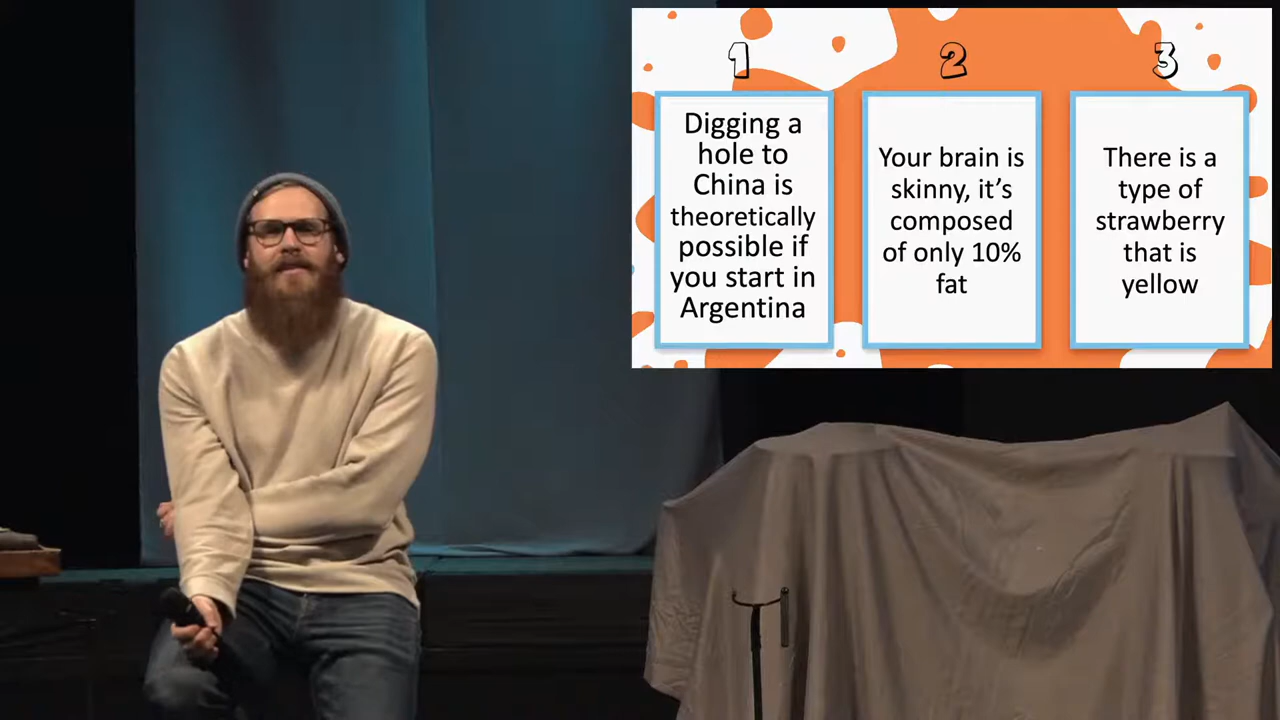 1
Digging a
hole to
China is
theoretically
possible if
you start in
Argentina
2
Your brain is
skinny, it’s
composed
of only 10%
fat
3
There is a
type of
strawberry
that is
yellow